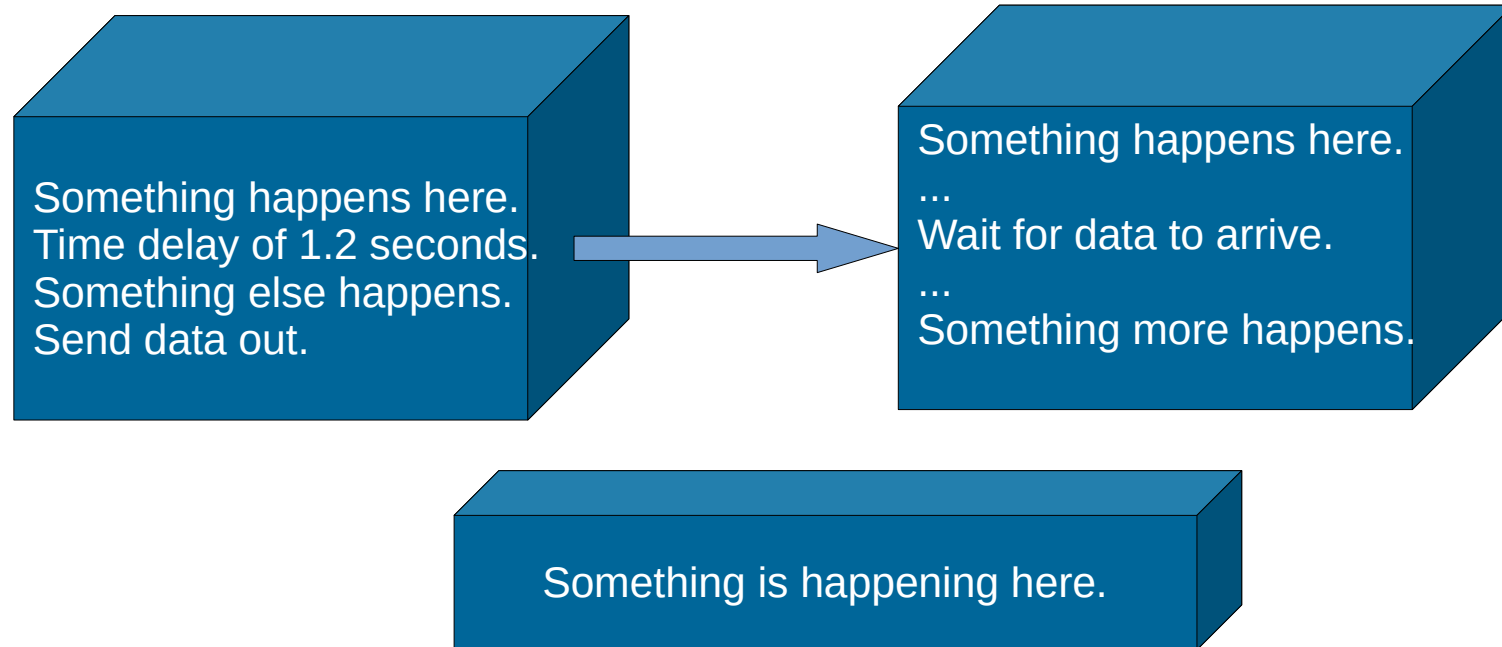 Something happens here.
Time delay of 1.2 seconds.
Something else happens.
Send data out.
Something happens here.
...
Wait for data to arrive.
...
Something more happens.
Something is happening here.